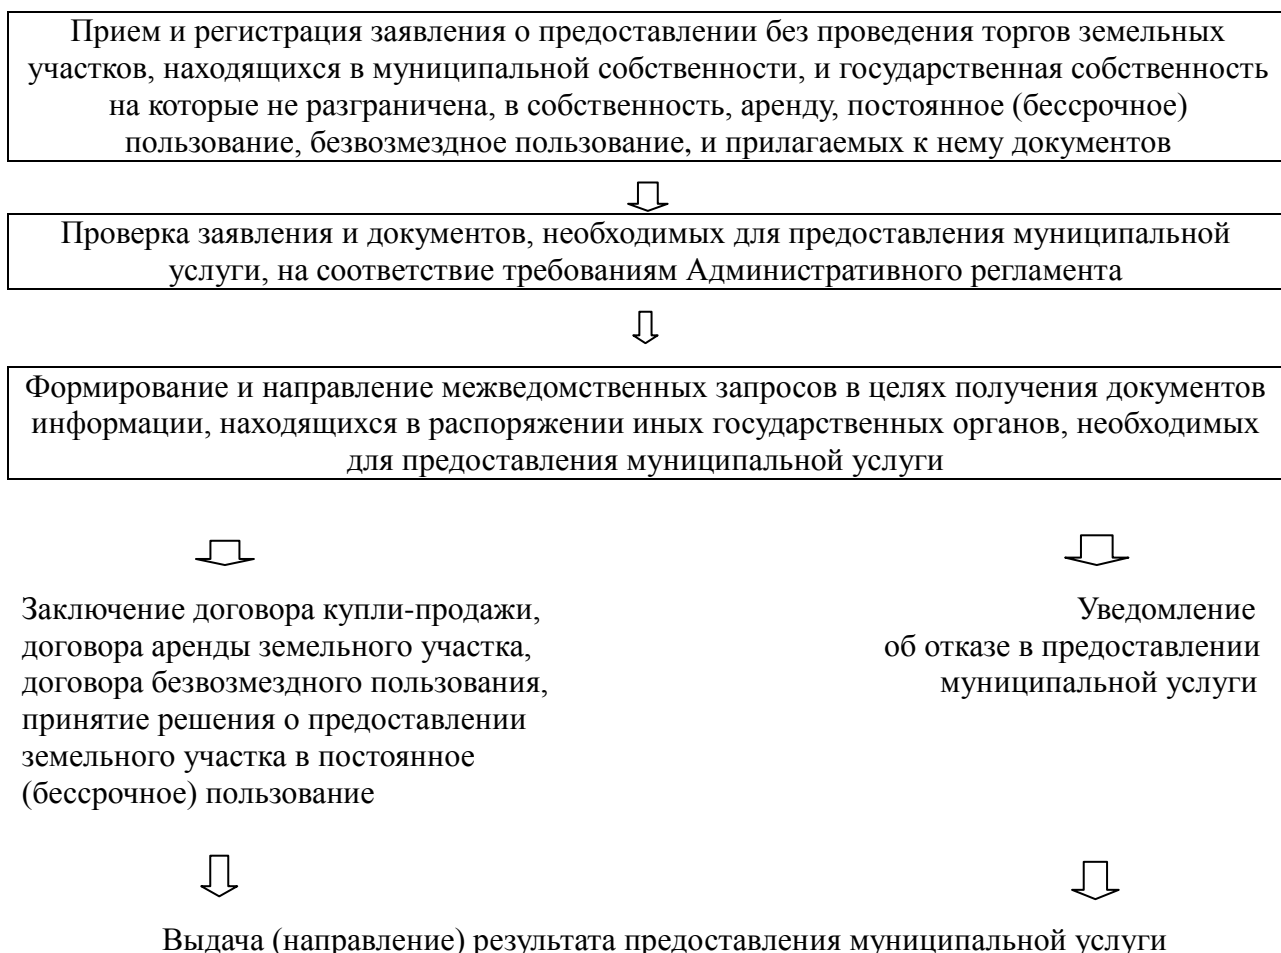 Прием и регистрация заявления о предоставлении без проведения торгов земельных
участков, находящихся в муниципальной собственности, и государственная собственность
на которые не разграничена, в собственность, аренду, постоянное (бессрочное)
пользование, безвозмездное пользование, и прилагаемых к нему документов
Проверка заявления и документов, необходимых для предоставления муниципальной
услуги, на соответствие требованиям Административного регламента
Формирование и направление межведомственных запросов в целях получения документов
информации, находящихся в распоряжении иных государственных органов, необходимых
для предоставления муниципальной услуги
Заключение договора купли-продажи,
договора аренды земельного участка,
договора безвозмездного пользования,
принятие решения о предоставлении
земельного участка в постоянное
(бессрочное) пользование
Уведомление
об отказе в предоставлении
муниципальной услуги
Выдача (направление) результата предоставления муниципальной услуги